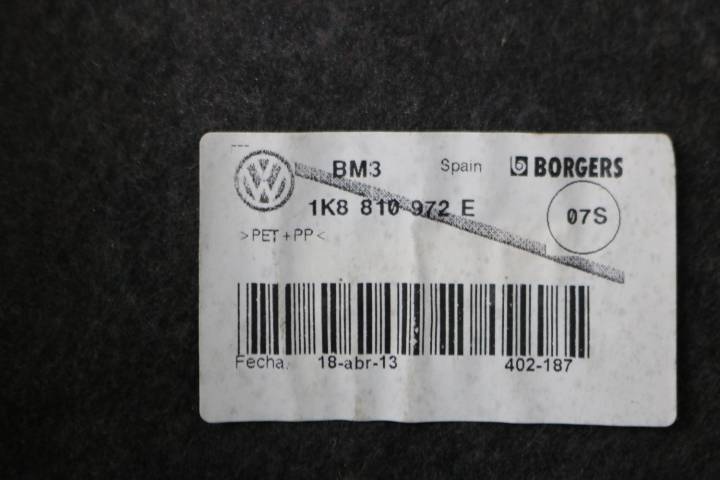 ---
BM3 Spain BORGERS
1K8 810 972 E 07S
>PET+PP<
Fecha. 18-abr-13 402-187